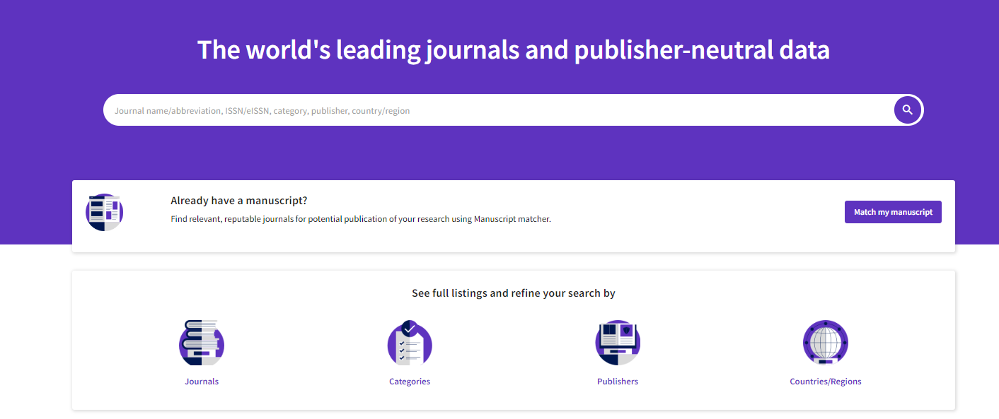 The world's leading journals and publisher-neutral data
Journal name/abbreviation, ISSN/eISSN, category, publisher, country/region
Already have a manuscript?
Find relevant, reputable journals for potential publication of your research using Manuscript matcher.
Match my manuscript
See full listings and refine your search by
Journals
Categories
Publishers
Countries/Regions